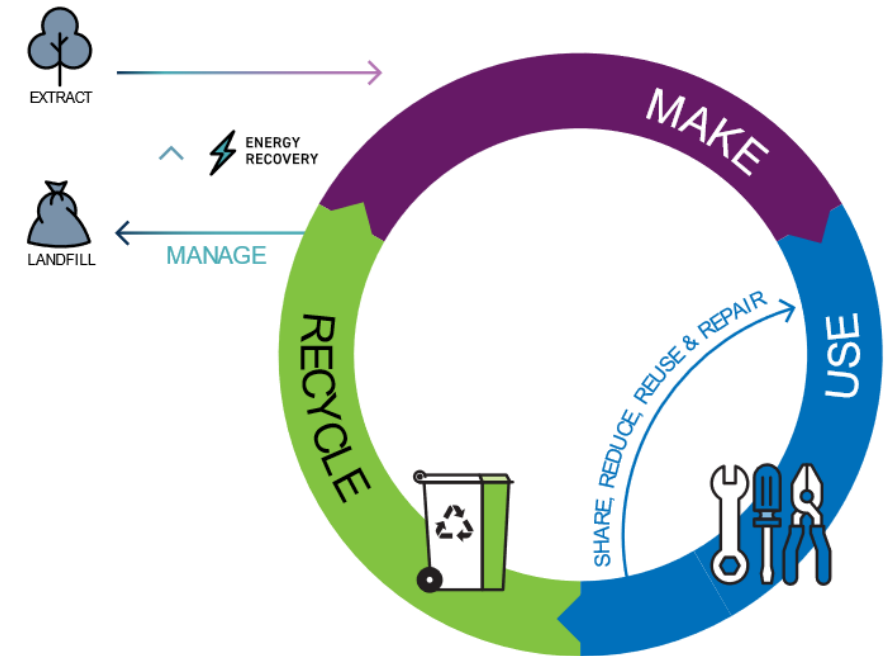 EXTRACT
ENERGY
RECOVERY
LANDFILL
MANAGE
MAKE
USE
SHARE, REDUCE, REUSE & REPAIR
RECYCLE